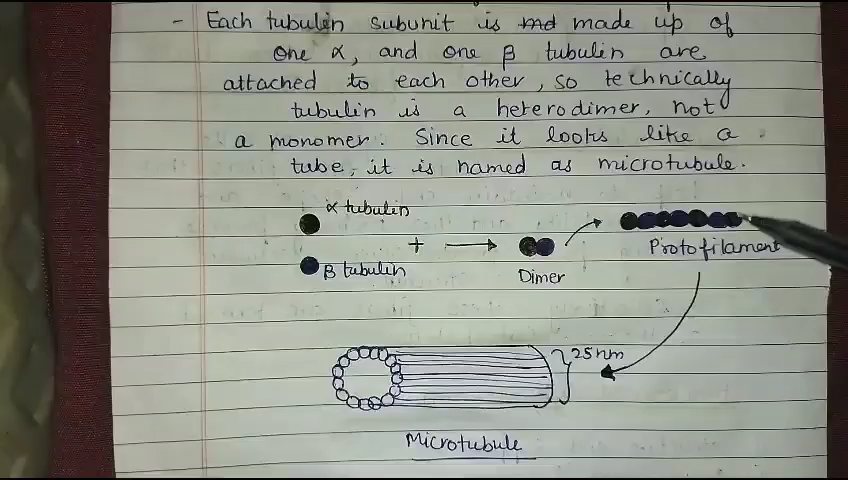 - Each tubulin subunit is made up of
one α, and one β tubulin are
attached to each other, so technically
tubulin is a heterodimer, not
a monomer. Since it looks like a
tube, it is named as microtubule.
α tubulin
+
β tubulin
Dimer
Protofilament
25nm
Microtubule